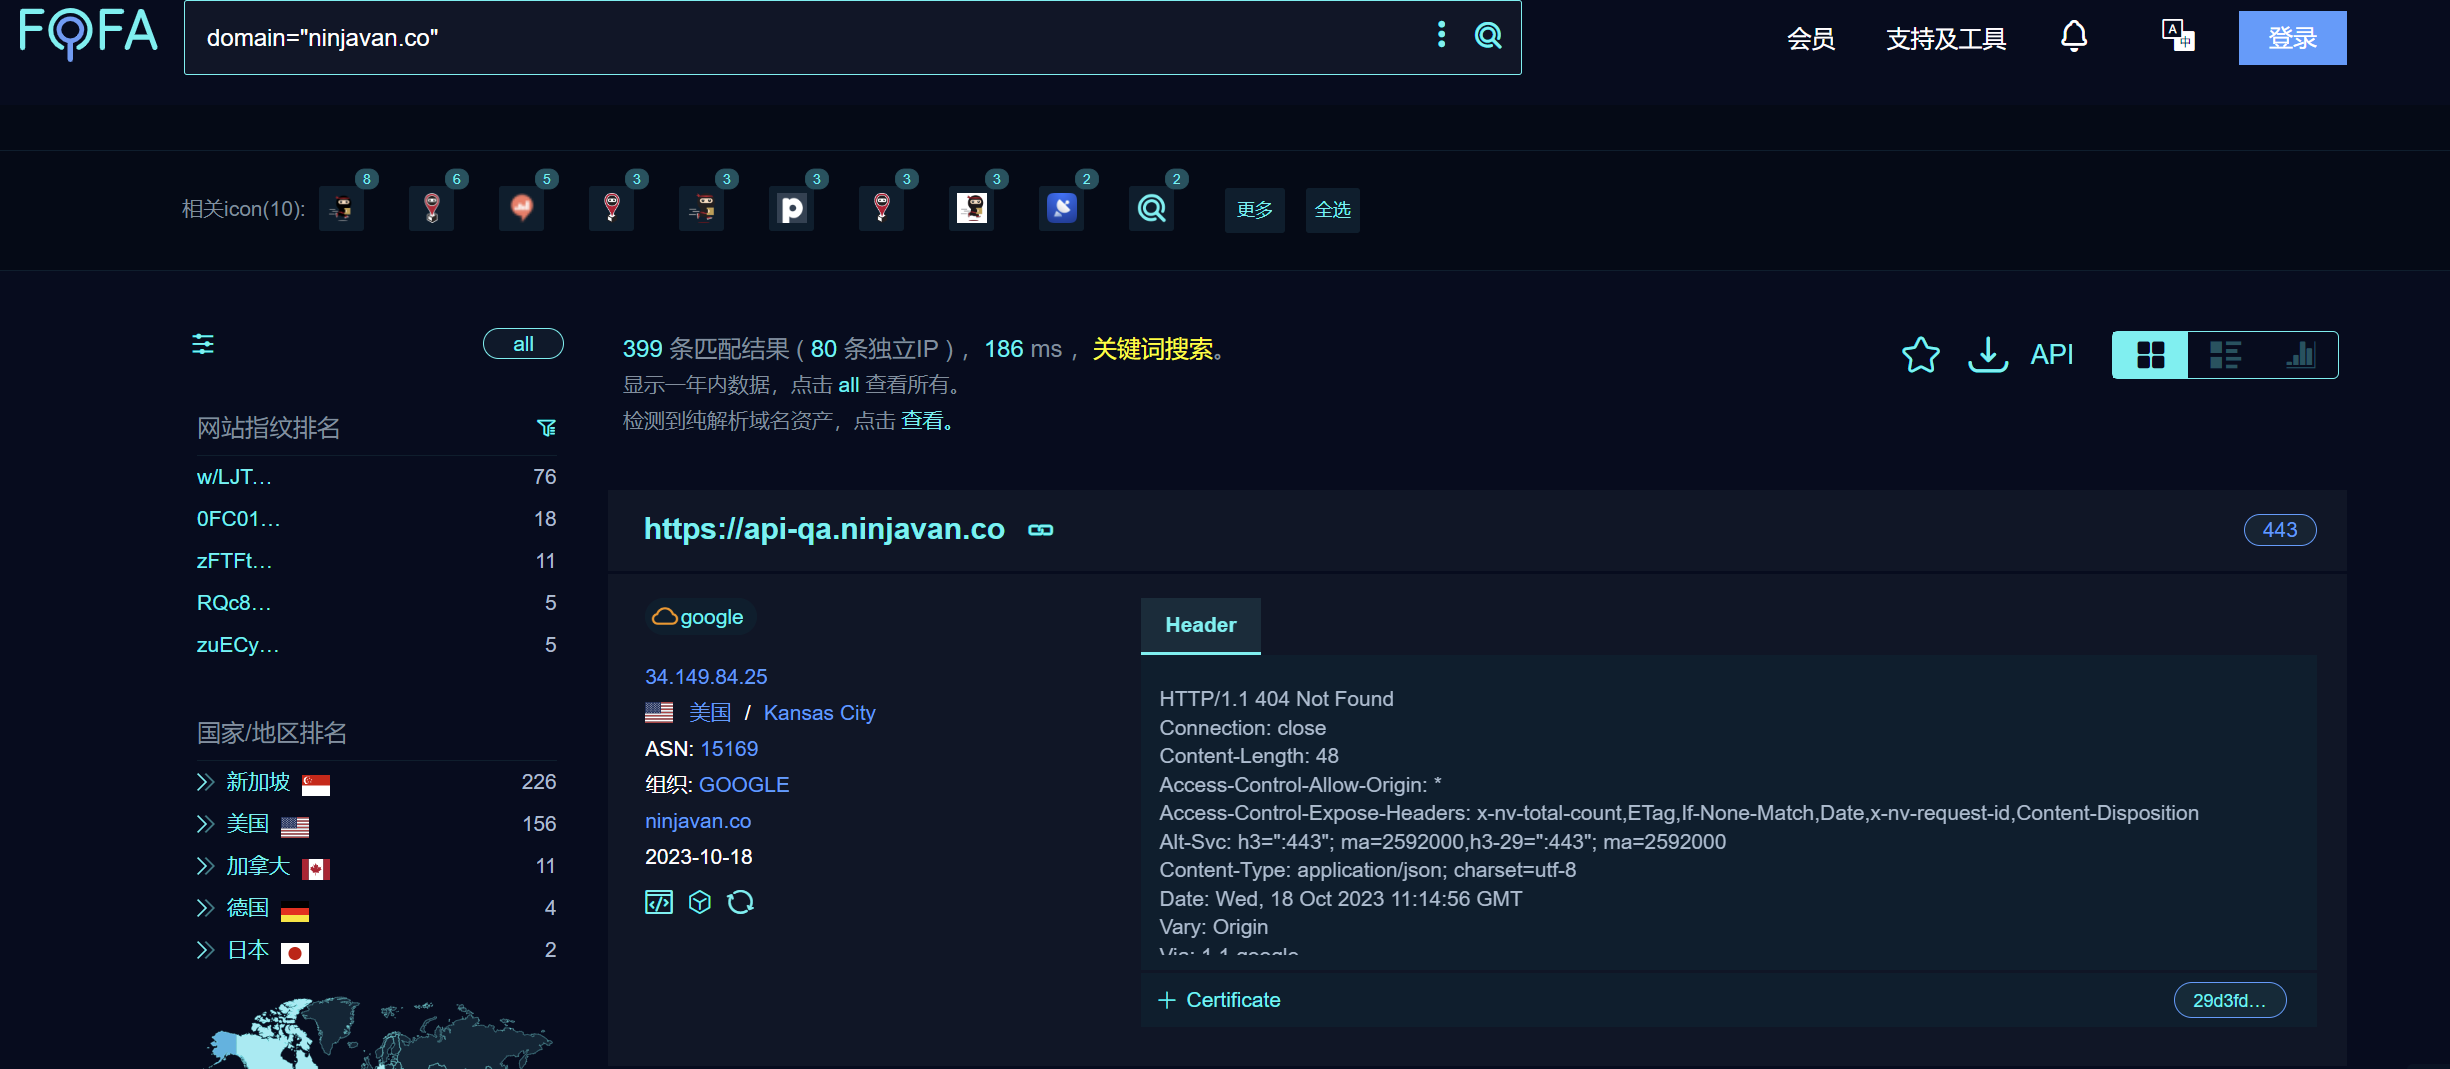 FOFA
domain="ninjavan.co"
会员
支持及工具
登录
相关icon(10):
8
6
5
3
3
3
3
3
2
2
更多
全选
all
399 条匹配结果 ( 80 条独立IP ) ，186 ms ，关键词搜索。
显示一年内数据，点击 all 查看所有。
检测到纯解析域名资产，点击 查看。
API
网站指纹排名
w/LJT... 76
0FC01... 18
zFTFt... 11
RQc8... 5
zuECy... 5
国家/地区排名
新加坡 226
美国 156
加拿大 11
德国 4
日本 2
https://api-qa.ninjavan.co
443
google
34.149.84.25
美国 / Kansas City
ASN: 15169
组织: GOOGLE
ninjavan.co
2023-10-18
Header
HTTP/1.1 404 Not Found
Connection: close
Content-Length: 48
Access-Control-Allow-Origin: *
Access-Control-Expose-Headers: x-nv-total-count,ETag,If-None-Match,Date,x-nv-request-id,Content-Disposition
Alt-Svc: h3=":443"; ma=2592000,h3-29=":443"; ma=2592000
Content-Type: application/json; charset=utf-8
Date: Wed, 18 Oct 2023 11:14:56 GMT
Vary: Origin
Via: 1.1 google
+ Certificate
29d3fd...